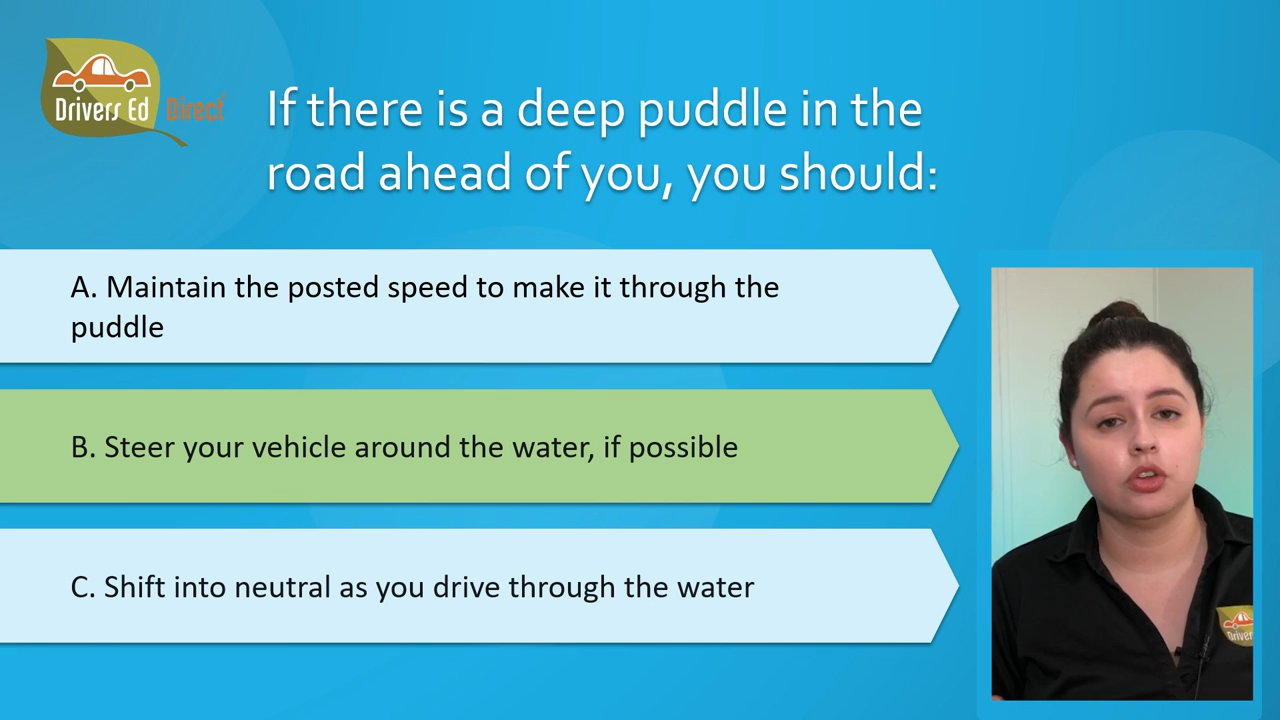 Drivers Ed Direct
If there is a deep puddle in the
road ahead of you, you should:
A. Maintain the posted speed to make it through the
puddle
B. Steer your vehicle around the water, if possible
C. Shift into neutral as you drive through the water
Drivers